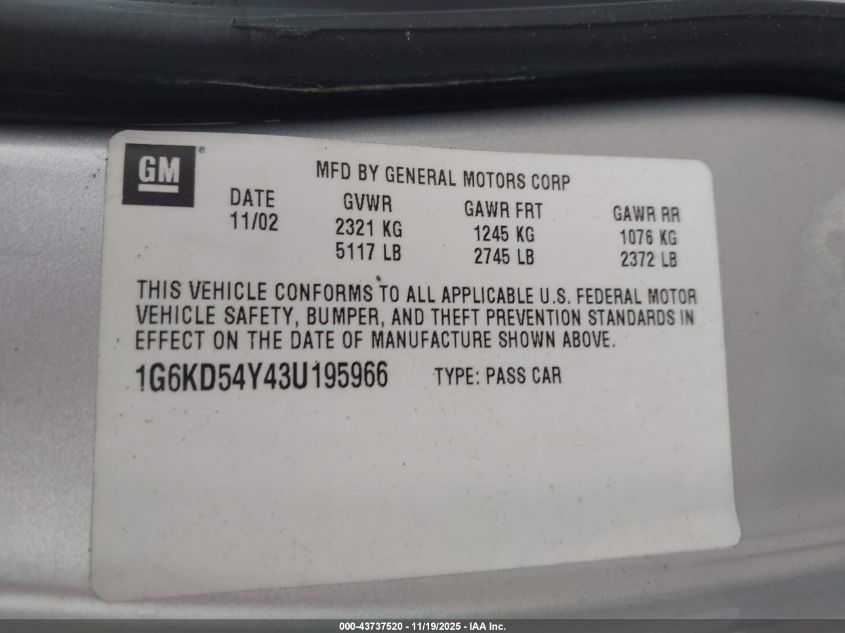 GM®
MFD BY GENERAL MOTORS CORP
DATE GVWR GAWR FRT GAWR RR
11/02 2321 KG 1245 KG 1076 KG
5117 LB 2745 LB 2372 LB
THIS VEHICLE CONFORMS TO ALL APPLICABLE U.S. FEDERAL MOTOR
VEHICLE SAFETY, BUMPER, AND THEFT PREVENTION STANDARDS IN
EFFECT ON THE DATE OF MANUFACTURE SHOWN ABOVE.
1G6KD54Y43U195966 TYPE: PASS CAR
000-43737520 - 11/19/2025 - IAA Inc.